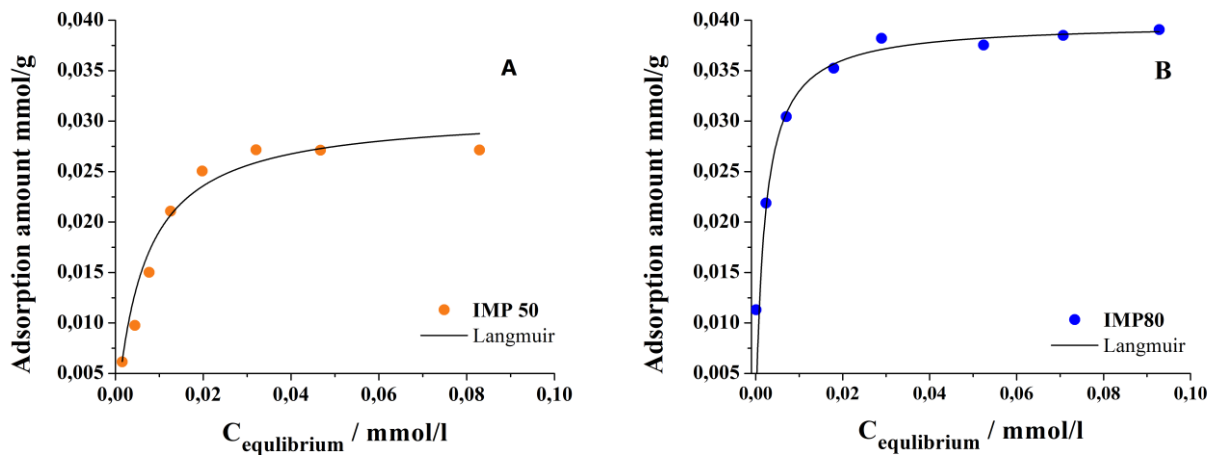 A
Adsorption amount mmol/g
0,040
0,035
0,030
0,025
0,020
0,015
0,010
0,005
IMP 50
Langmuir
0,00 0,02 0,04 0,06 0,08 0,10
C equlibrium / mmol/l
B
Adsorption amount mmol/g
0,040
0,035
0,030
0,025
0,020
0,015
0,010
0,005
IMP80
Langmuir
0,00 0,02 0,04 0,06 0,08 0,10
C equlibrium / mmol/l